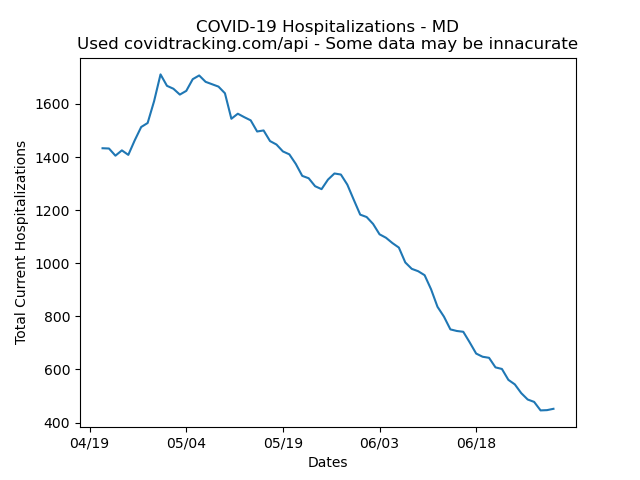 COVID-19 Hospitalizations - MD
Used covidtracking.com/api - Some data may be innacurate
Total Current Hospitalizations
1600
1400
1200
1000
800
600
400
04/19 05/04 05/19 06/03 06/18
Dates